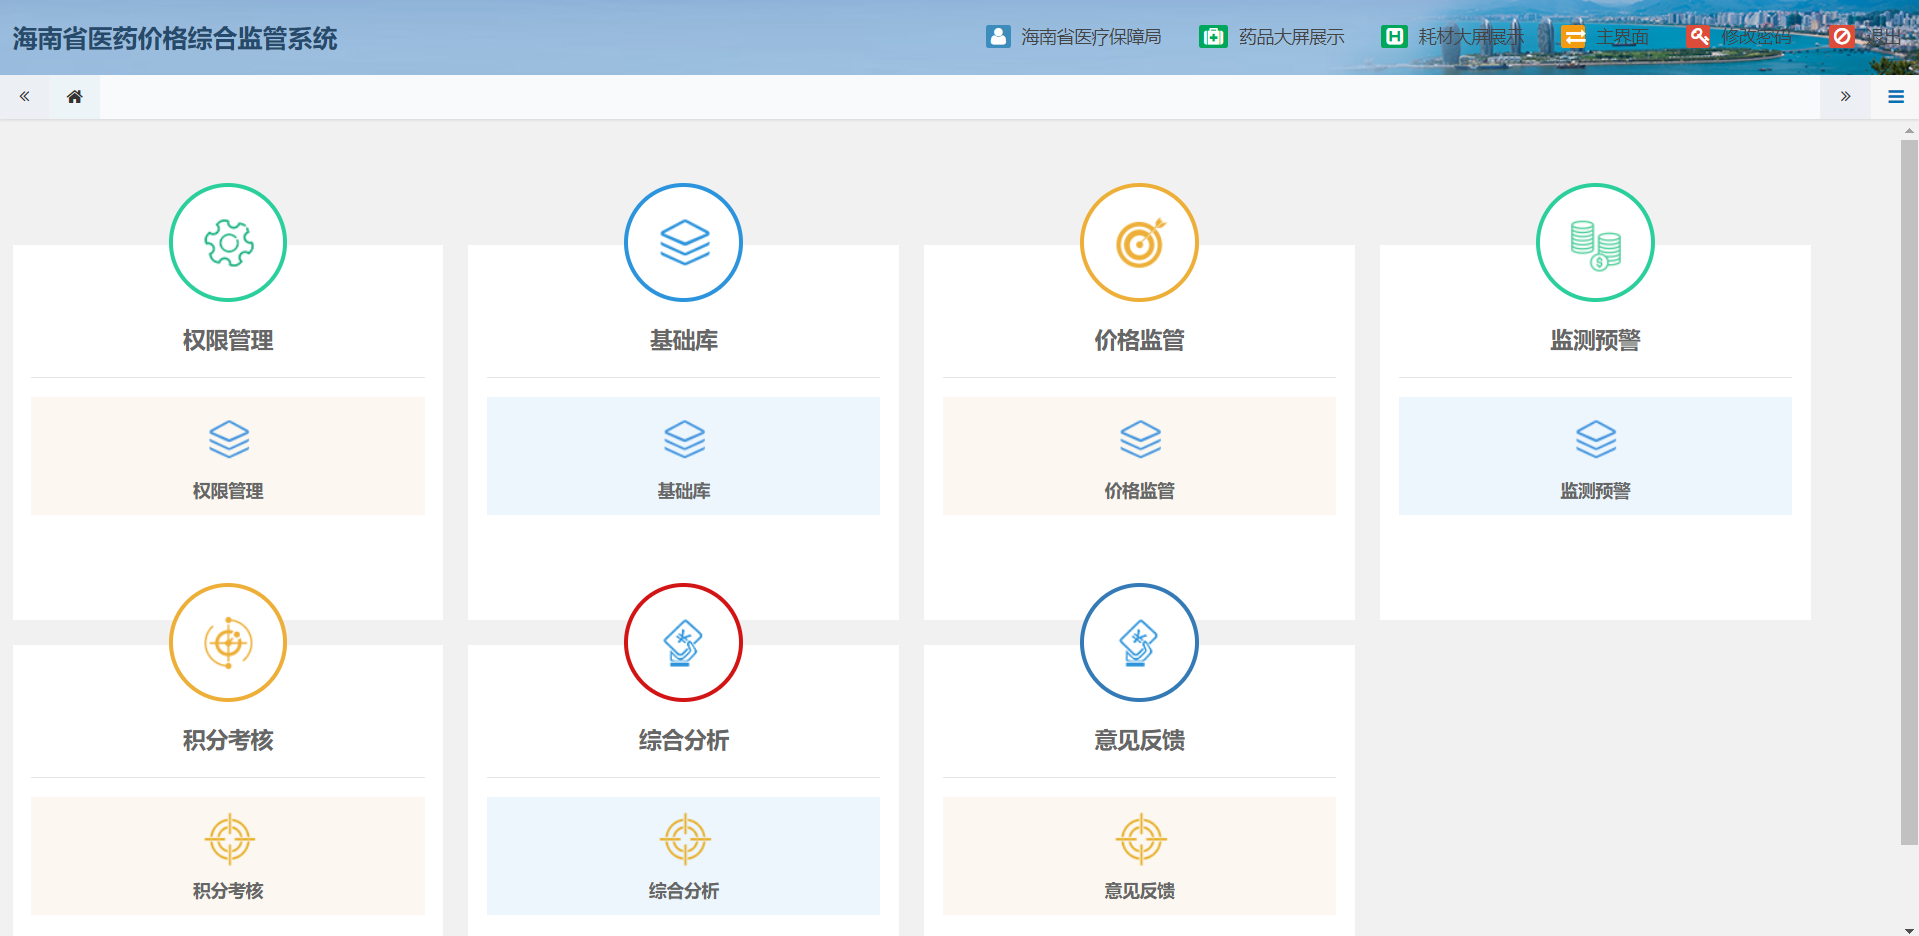 海南省医药价格综合监管系统
海南省医疗保障局
药品大屏展示
耗材大屏展示
主界面
修改密码
退出
权限管理
基础库
价格监管
监测预警
权限管理
基础库
价格监管
监测预警
积分考核
综合分析
意见反馈
积分考核
综合分析
意见反馈